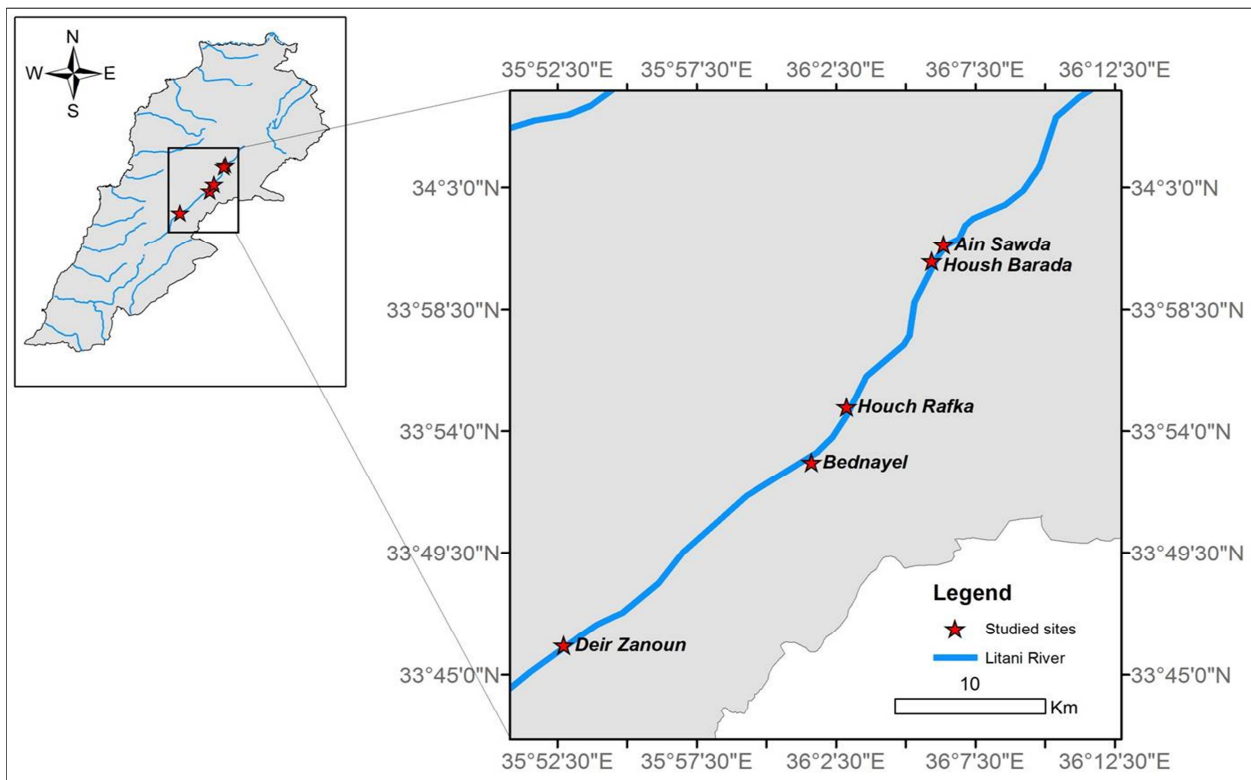 N
W E
S
35°52'30"E 35°57'30"E 36°2'30"E 36°7'30"E 36°12'30"E
34°3'0"N 34°3'0"N
Ain Sawda
Housh Barada
33°58'30"N 33°58'30"N
Houch Rafka
33°54'0"N 33°54'0"N
Bednayel
33°49'30"N 33°49'30"N
Legend
Studied sites
Deir Zanoun
Litani River
33°45'0"N 33°45'0"N
10
Km
35°52'30"E 35°57'30"E 36°2'30"E 36°7'30"E 36°12'30"E